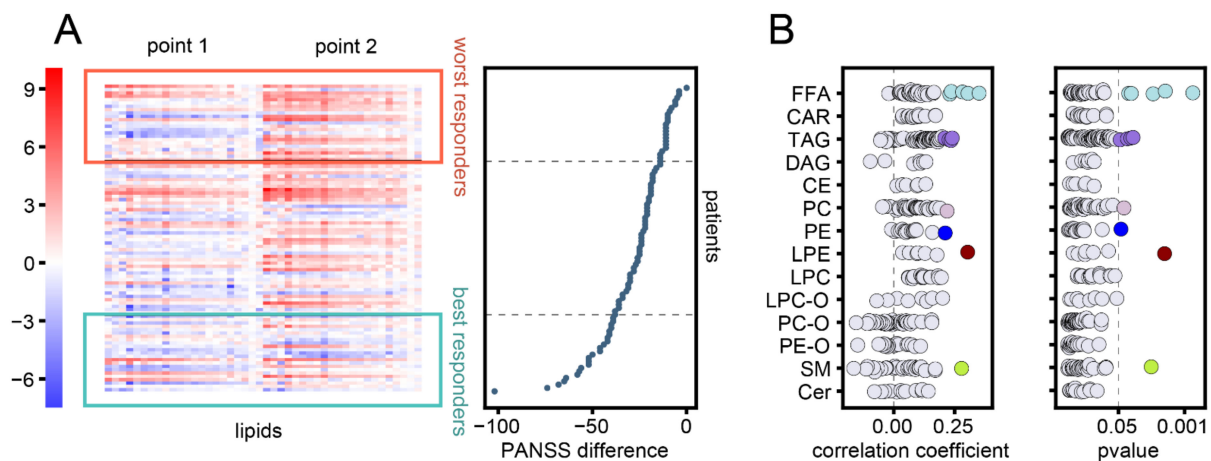 A
point 1
point 2
9
6
3
0
−3
−6
worst responders
best responders
lipids
patients
−100
−50
0
PANSS difference
B
FFA
CAR
TAG
DAG
CE
PC
PE
LPE
LPC
LPC-O
PC-O
PE-O
SM
Cer
0.00
0.25
correlation coefficient
0.05
0.001
pvalue